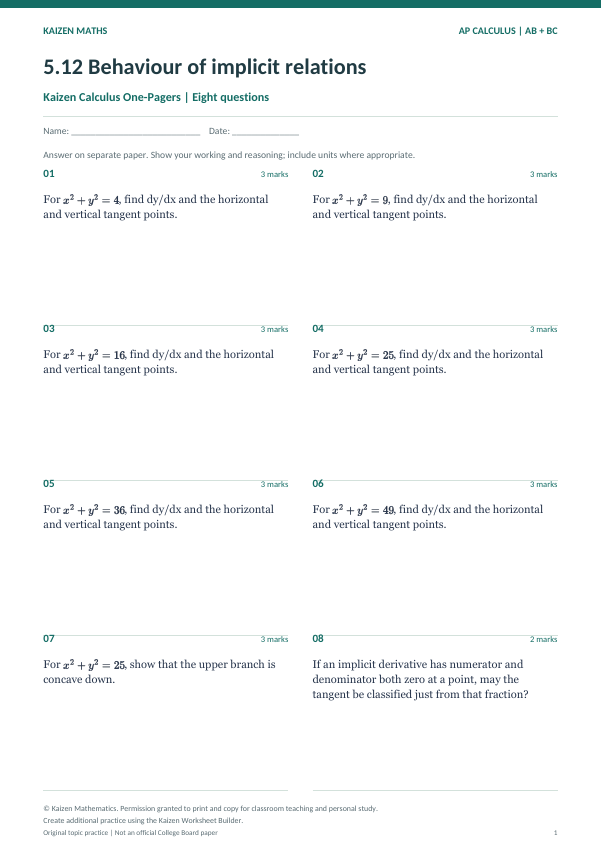 KAIZEN MATHS
AP CALCULUS | AB + BC
5.12 Behaviour of implicit relations
Kaizen Calculus One-Pagers | Eight questions
Name: ____________________________ Date: ______________
Answer on separate paper. Show your working and reasoning; include units where appropriate.
01
3 marks
For x² + y² = 4, find dy/dx and the horizontal
and vertical tangent points.
02
3 marks
For x² + y² = 9, find dy/dx and the horizontal
and vertical tangent points.
03
3 marks
For x² + y² = 16, find dy/dx and the horizontal
and vertical tangent points.
04
3 marks
For x² + y² = 25, find dy/dx and the horizontal
and vertical tangent points.
05
3 marks
For x² + y² = 36, find dy/dx and the horizontal
and vertical tangent points.
06
3 marks
For x² + y² = 49, find dy/dx and the horizontal
and vertical tangent points.
07
3 marks
For x² + y² = 25, show that the upper branch is
concave down.
08
2 marks
If an implicit derivative has numerator and
denominator both zero at a point, may the
tangent be classified just from that fraction?
© Kaizen Mathematics. Permission granted to print and copy for classroom teaching and personal study.
Create additional practice using the Kaizen Worksheet Builder.
Original topic practice | Not an official College Board paper
1